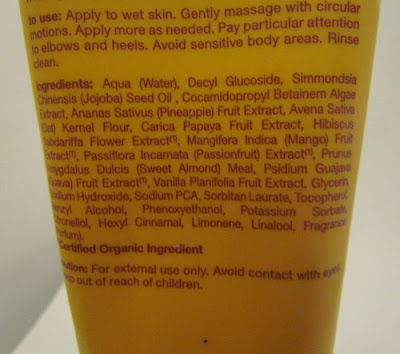 to use: Apply to wet skin. Gently massage with circular
motions. Apply more as needed. Pay particular attention
to elbows and heels. Avoid sensitive body areas. Rinse
clean.
Ingredients: Aqua (Water), Decyl Glucoside, Simmondsia
Chinensis (Jojoba) Seed Oil , Cocamidopropyl Betainem Algae
Extract, Ananas Sativus (Pineapple) Fruit Extract, Avena Sativa
(Oat) Kernel Flour, Carica Papaya Fruit Extract, Hibiscus
Sabdariffa Flower Extract¹), Mangifera Indica (Mango) Fruit
Extract¹), Passiflora Incarnata (Passionfruit) Extract¹), Prunus
Amygdalus Dulcis (Sweet Almond) Meal, Psidium Guajava
(Guava) Fruit Extract¹), Vanilla Planifolia Fruit Extract, Glycerin,
Sodium Hydroxide, Sodium PCA, Sorbitan Laurate, Tocopherol,
Benzyl Alcohol, Phenoxyethanol, Potassium Sorbate,
Citronellol, Hexyl Cinnamal, Limonene, Linalool, Fragrance
(Parfum).
Certified Organic Ingredient
Caution: For external use only. Avoid contact with eyes.
Keep out of reach of children.